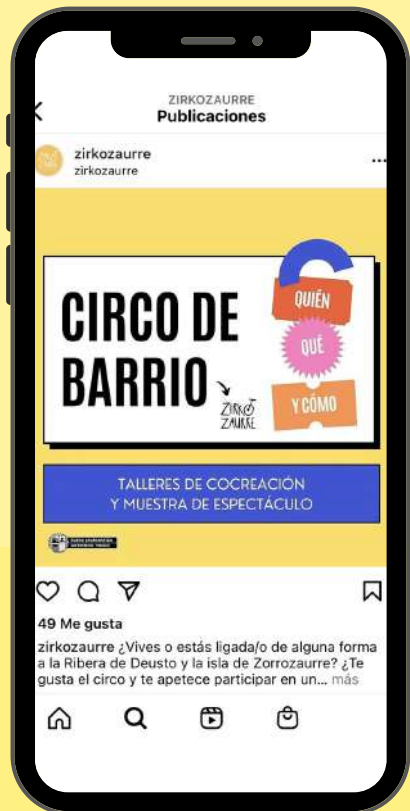 ZIRKOZAURRE
Publicaciones
zirkozaurre
zirkozaurre
CIRCO DE
BARRIO
ZIRKO
ZAURRE
QUIÉN
QUÉ
Y CÓMO
TALLERES DE COCREACIÓN
Y MUESTRA DE ESPECTÁCULO
49 Me gusta
zirkozaurre ¿Vives o estás ligada/o de alguna forma
a la Ribera de Deusto y la isla de Zorrozaurre? ¿Te
gusta el circo y te apetece participar en un... más